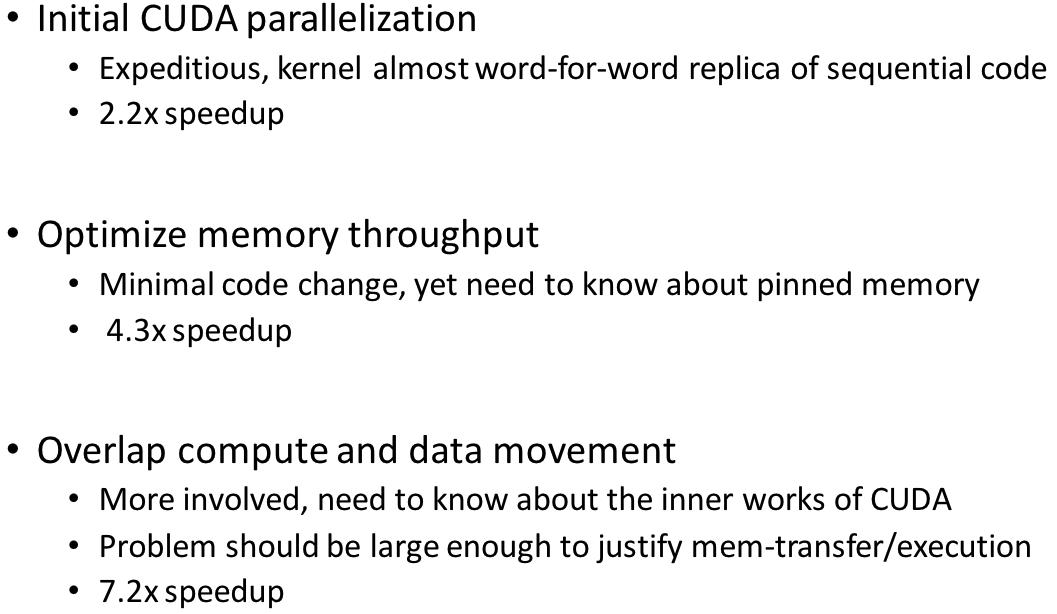 • Initial CUDA parallelization
• Expeditious, kernel almost word-for-word replica of sequential code
• 2.2x speedup
• Optimize memory throughput
• Minimal code change, yet need to know about pinned memory
• 4.3x speedup
• Overlap compute and data movement
• More involved, need to know about the inner works of CUDA
• Problem should be large enough to justify mem-transfer/execution
• 7.2x speedup